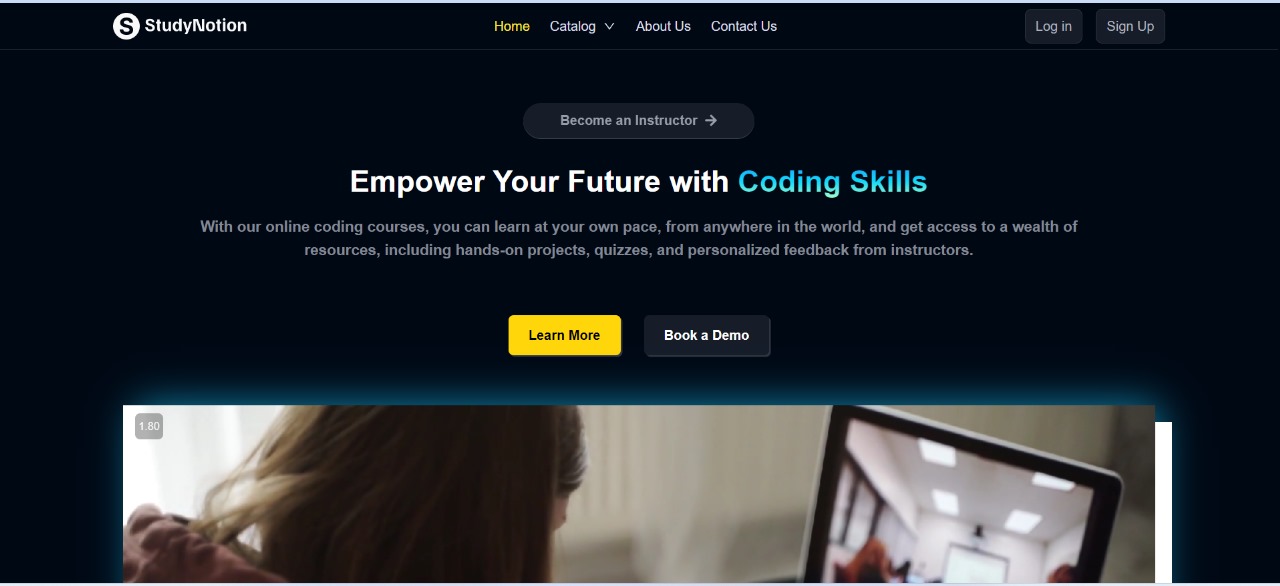 StudyNotion
Home Catalog About Us Contact Us
Log in Sign Up
Become an Instructor
Empower Your Future with Coding Skills
With our online coding courses, you can learn at your own pace, from anywhere in the world, and get access to a wealth of
resources, including hands-on projects, quizzes, and personalized feedback from instructors.
Learn More Book a Demo
1.80